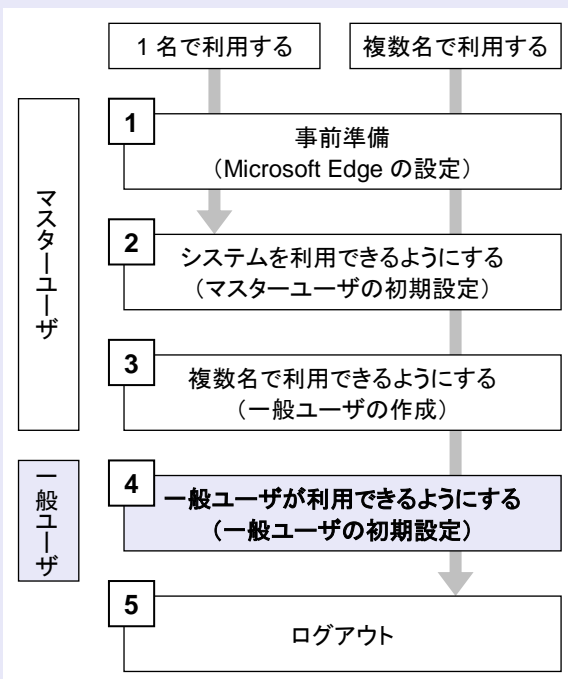 1 名で利用する
複数名で利用する
マスターユーザ
1
事前準備
（Microsoft Edge の設定）
2
システムを利用できるようにする
（マスターユーザの初期設定）
3
複数名で利用できるようにする
（一般ユーザの作成）
一般ユーザ
4
一般ユーザが利用できるようにする
（一般ユーザの初期設定）
5
ログアウト